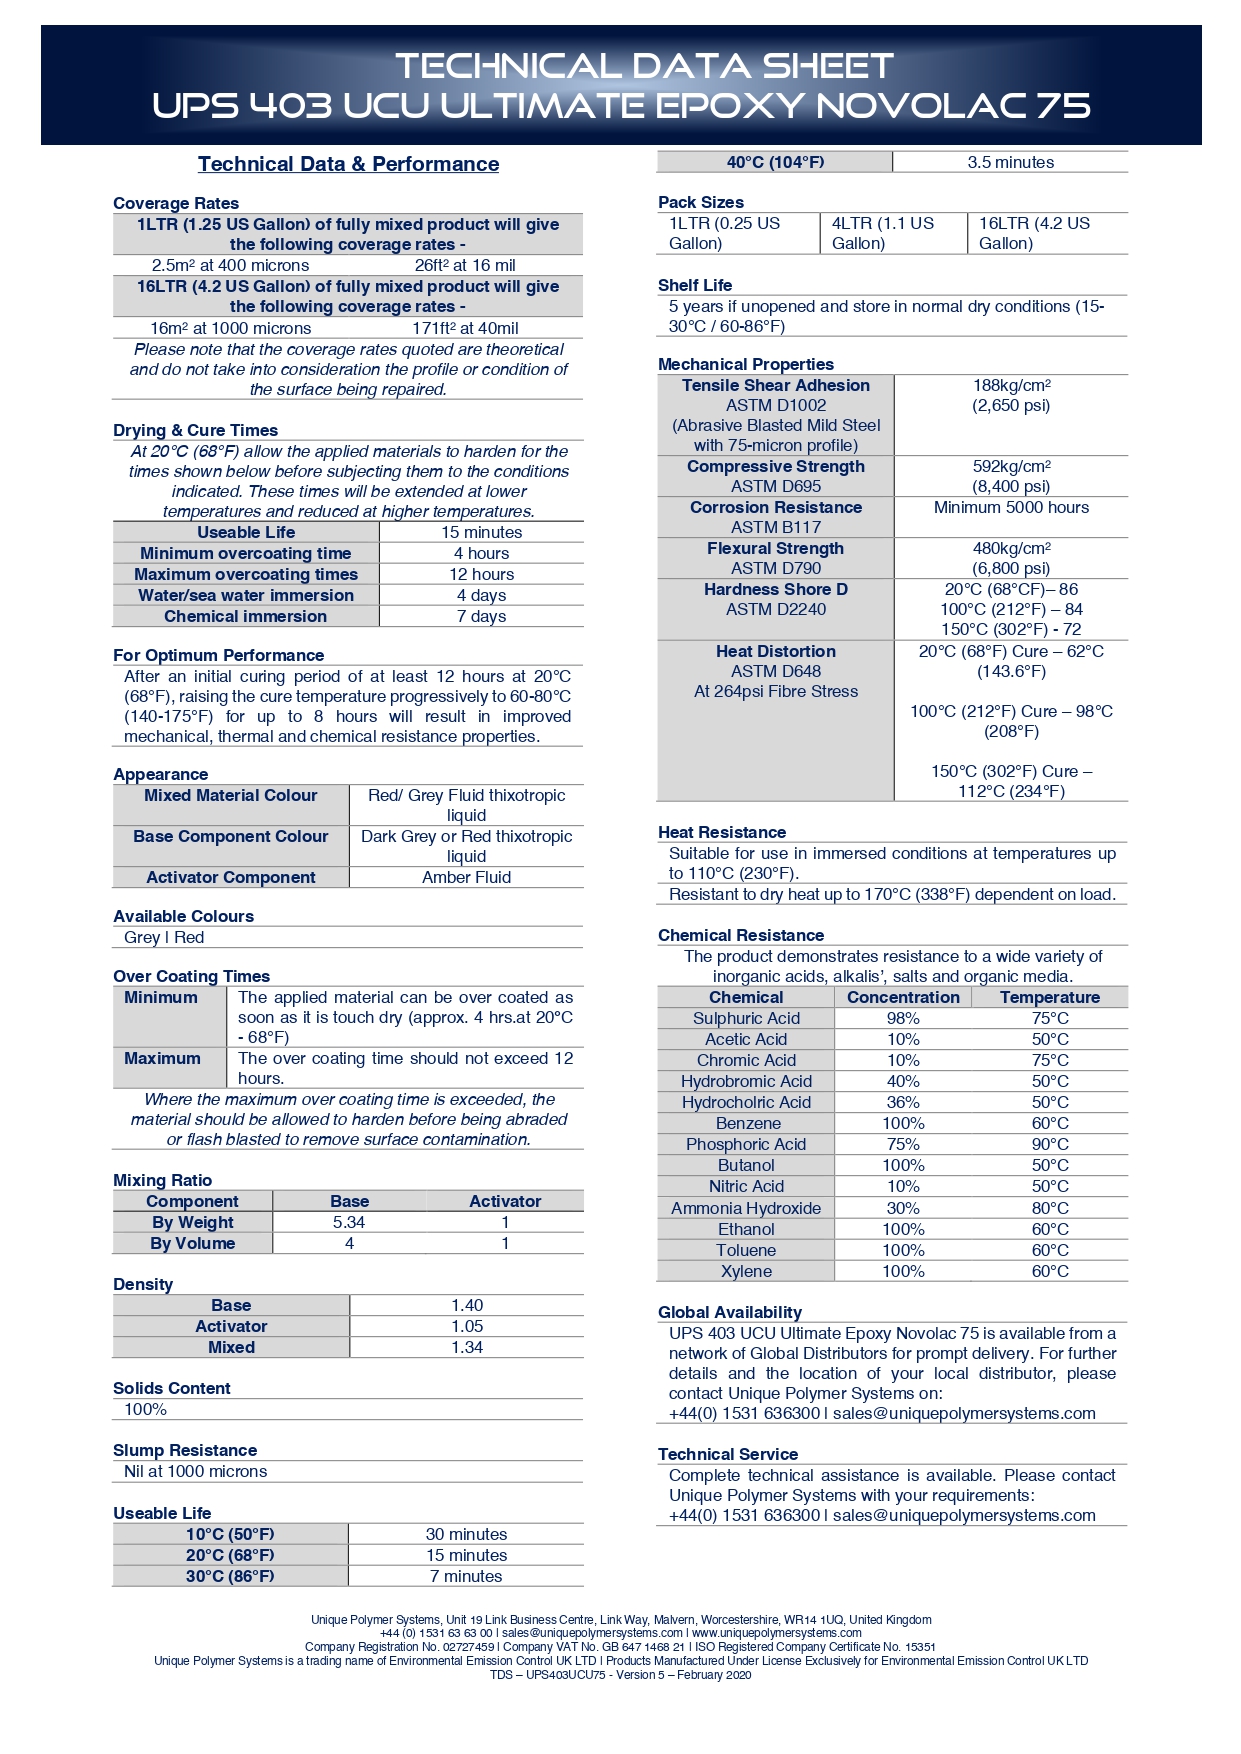 TECHNICAL DATA SHEET
UPS 403 UCU ULTIMATE EPOXY NOVOLAC 75
Technical Data & Performance
Coverage Rates
1LTR (1.25 US Gallon) of fully mixed product will give
the following coverage rates -
2.5m² at 400 microns 26ft² at 16 mil
16LTR (4.2 US Gallon) of fully mixed product will give
the following coverage rates -
16m² at 1000 microns 171ft² at 40mil
Please note that the coverage rates quoted are theoretical
and do not take into consideration the profile or condition of
the surface being repaired.
Drying & Cure Times
At 20°C (68°F) allow the applied materials to harden for the
times shown below before subjecting them to the conditions
indicated. These times will be extended at lower
temperatures and reduced at higher temperatures.
Useable Life 15 minutes
Minimum overcoating time 4 hours
Maximum overcoating times 12 hours
Water/sea water immersion 4 days
Chemical immersion 7 days
For Optimum Performance
After an initial curing period of at least 12 hours at 20°C
(68°F), raising the cure temperature progressively to 60-80°C
(140-175°F) for up to 8 hours will result in improved
mechanical, thermal and chemical resistance properties.
Appearance
Mixed Material Colour Red/ Grey Fluid thixotropic
liquid
Base Component Colour Dark Grey or Red thixotropic
liquid
Activator Component Amber Fluid
Available Colours
Grey | Red
Over Coating Times
Minimum The applied material can be over coated as
soon as it is touch dry (approx. 4 hrs.at 20°C
- 68°F)
Maximum The over coating time should not exceed 12
hours.
Where the maximum over coating time is exceeded, the
material should be allowed to harden before being abraded
or flash blasted to remove surface contamination.
Mixing Ratio
Component Base Activator
By Weight 5.34 1
By Volume 4 1
Density
Base 1.40
Activator 1.05
Mixed 1.34
Solids Content
100%
Slump Resistance
Nil at 1000 microns
Useable Life
10°C (50°F) 30 minutes
20°C (68°F) 15 minutes
30°C (86°F) 7 minutes
40°C (104°F) 3.5 minutes
Pack Sizes
1LTR (0.25 US 4LTR (1.1 US 16LTR (4.2 US
Gallon) Gallon) Gallon)
Shelf Life
5 years if unopened and store in normal dry conditions (15-
30°C / 60-86°F)
Mechanical Properties
Tensile Shear Adhesion 188kg/cm²
ASTM D1002 (2,650 psi)
(Abrasive Blasted Mild Steel
with 75-micron profile)
Compressive Strength 592kg/cm²
ASTM D695 (8,400 psi)
Corrosion Resistance Minimum 5000 hours
ASTM B117
Flexural Strength 480kg/cm²
ASTM D790 (6,800 psi)
Hardness Shore D 20°C (68°CF)– 86
ASTM D2240 100°C (212°F) – 84
150°C (302°F) - 72
Heat Distortion 20°C (68°F) Cure – 62°C
ASTM D648 (143.6°F)
At 264psi Fibre Stress
100°C (212°F) Cure – 98°C
(208°F)
150°C (302°F) Cure –
112°C (234°F)
Heat Resistance
Suitable for use in immersed conditions at temperatures up
to 110°C (230°F).
Resistant to dry heat up to 170°C (338°F) dependent on load.
Chemical Resistance
The product demonstrates resistance to a wide variety of
inorganic acids, alkalis’, salts and organic media.
Chemical Concentration Temperature
Sulphuric Acid 98% 75°C
Acetic Acid 10% 50°C
Chromic Acid 10% 75°C
Hydrobromic Acid 40% 50°C
Hydrocholric Acid 36% 50°C
Benzene 100% 60°C
Phosphoric Acid 75% 90°C
Butanol 100% 50°C
Nitric Acid 10% 50°C
Ammonia Hydroxide 30% 80°C
Ethanol 100% 60°C
Toluene 100% 60°C
Xylene 100% 60°C
Global Availability
UPS 403 UCU Ultimate Epoxy Novolac 75 is available from a
network of Global Distributors for prompt delivery. For further
details and the location of your local distributor, please
contact Unique Polymer Systems on:
+44(0) 1531 636300 | sales@uniquepolymersystems.com
Technical Service
Complete technical assistance is available. Please contact
Unique Polymer Systems with your requirements:
+44(0) 1531 636300 | sales@uniquepolymersystems.com
Unique Polymer Systems, Unit 19 Link Business Centre, Link Way, Malvern, Worcestershire, WR14 1UQ, United Kingdom
+44 (0) 1531 63 63 00 | sales@uniquepolymersystems.com | www.uniquepolymersystems.com
Company Registration No. 02727459 | Company VAT No. GB 647 1468 21 | ISO Registered Company Certificate No. 15351
Unique Polymer Systems is a trading name of Environmental Emission Control UK LTD | Products Manufactured Under License Exclusively for Environmental Emission Control UK LTD
TDS – UPS403UCU75 - Version 5 – February 2020